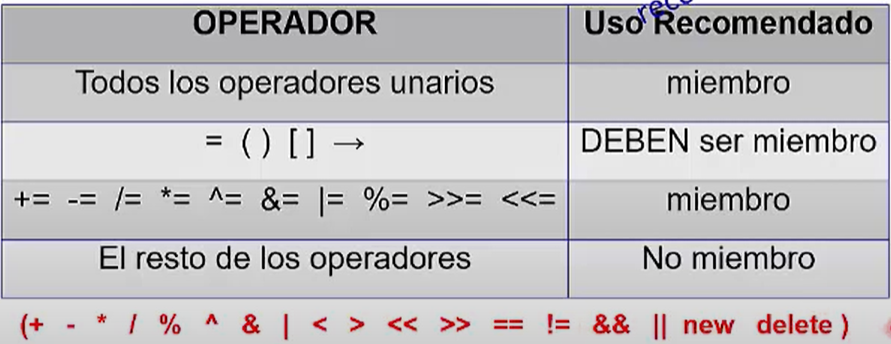 OPERADOR Uso Recomendado
Todos los operadores unarios miembro
= ( ) [ ] → DEBEN ser miembro
+= -= /= *= ^= &= |= %= >>= <<= miembro
El resto de los operadores No miembro
(+ - * / % ^ & | < > << >> == != && || new delete )